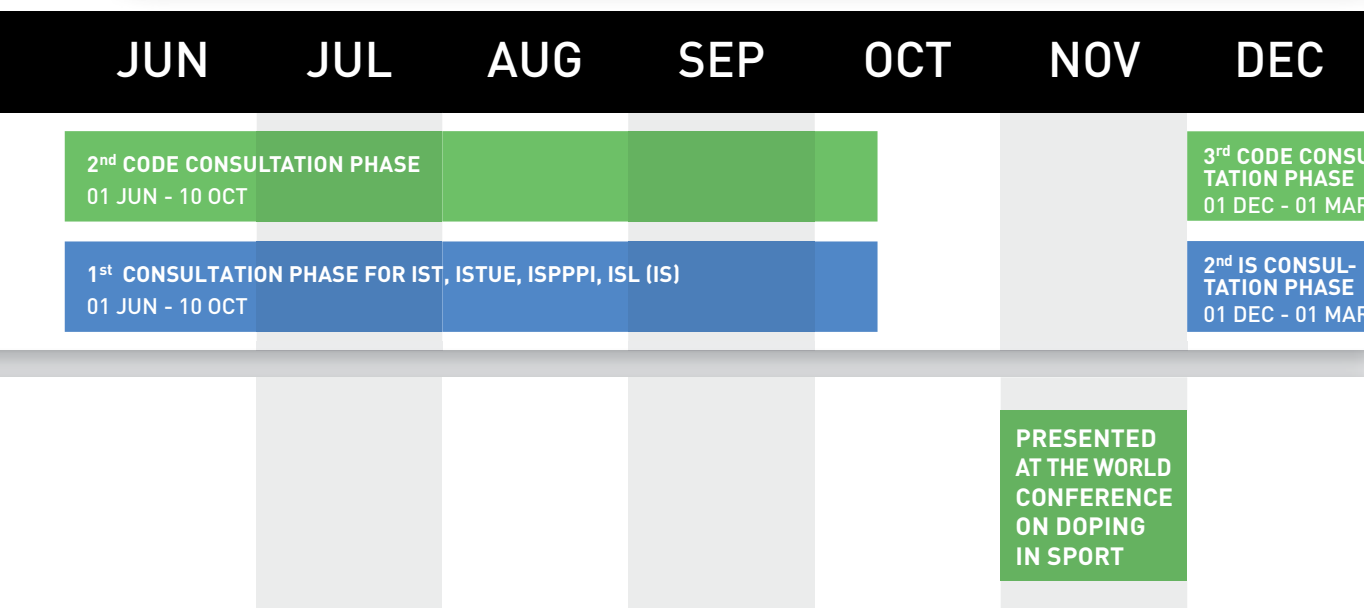 JUN JUL AUG SEP OCT NOV DEC
2nd CODE CONSULTATION PHASE
01 JUN - 10 OCT
3rd CODE CONSU
TATION PHASE
01 DEC - 01 MAR
1st CONSULTATION PHASE FOR IST, ISTUE, ISPPPI, ISL (IS)
01 JUN - 10 OCT
2nd IS CONSUL-
TATION PHASE
01 DEC - 01 MAR
PRESENTED
AT THE WORLD
CONFERENCE
ON DOPING
IN SPORT